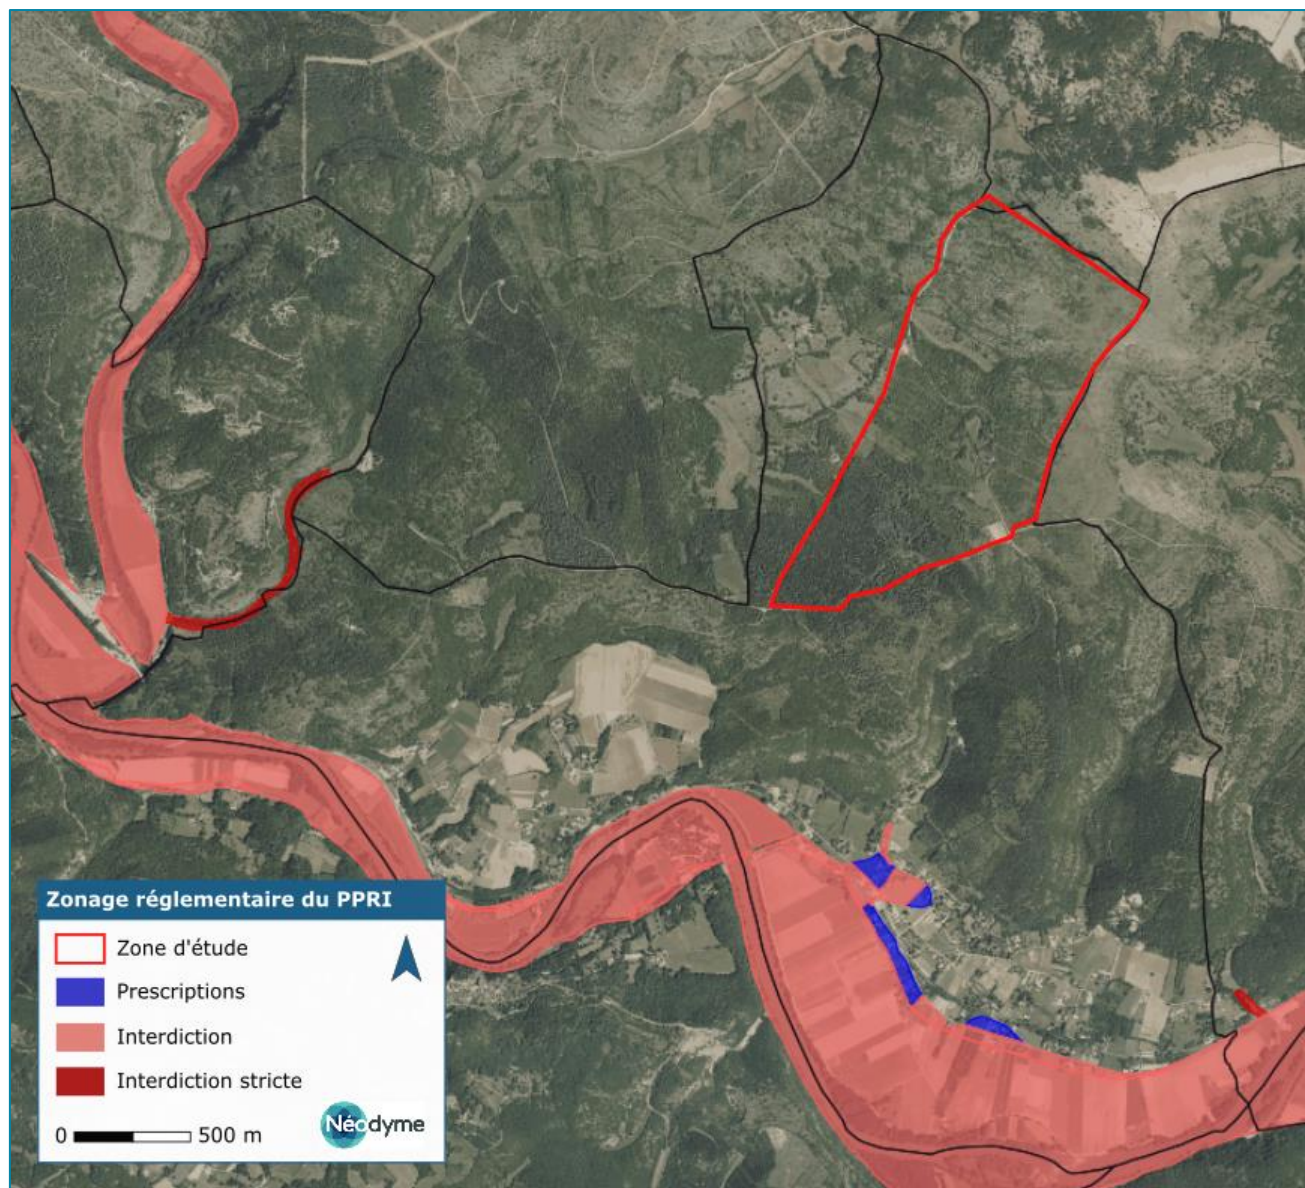 Zonage réglementaire du PPRI
Zone d'étude
Prescriptions
Interdiction
Interdiction stricte
0 500 m
Néodyme